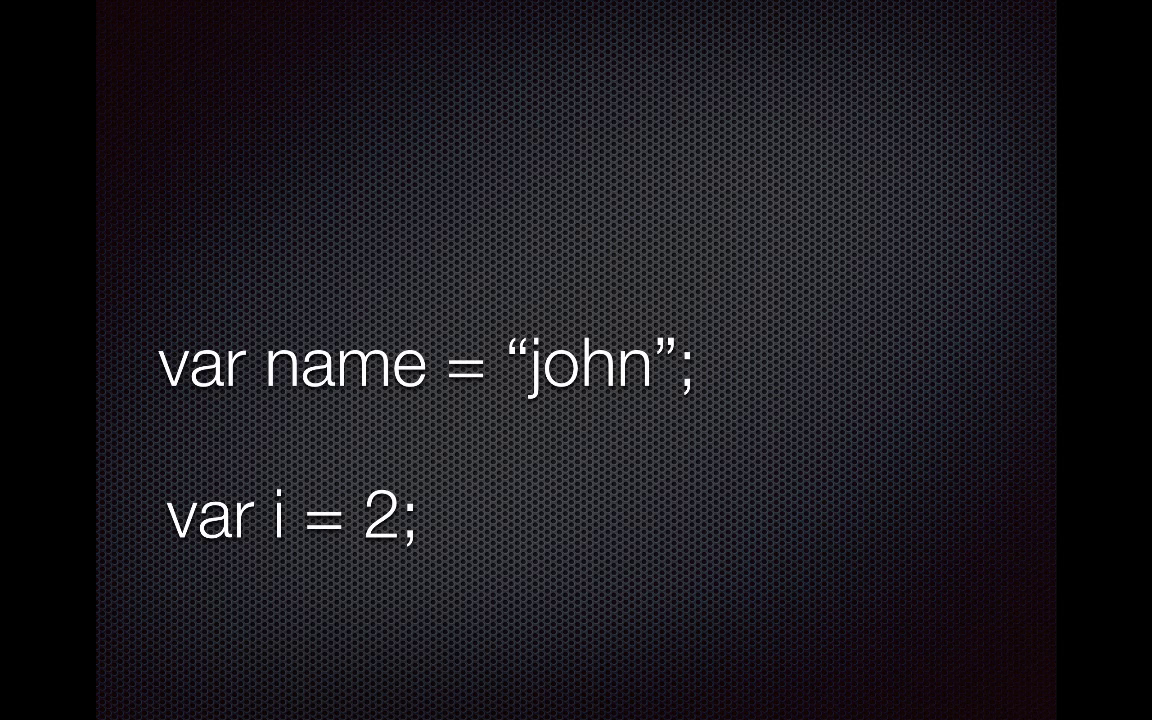 var name = “john”;
var i = 2;